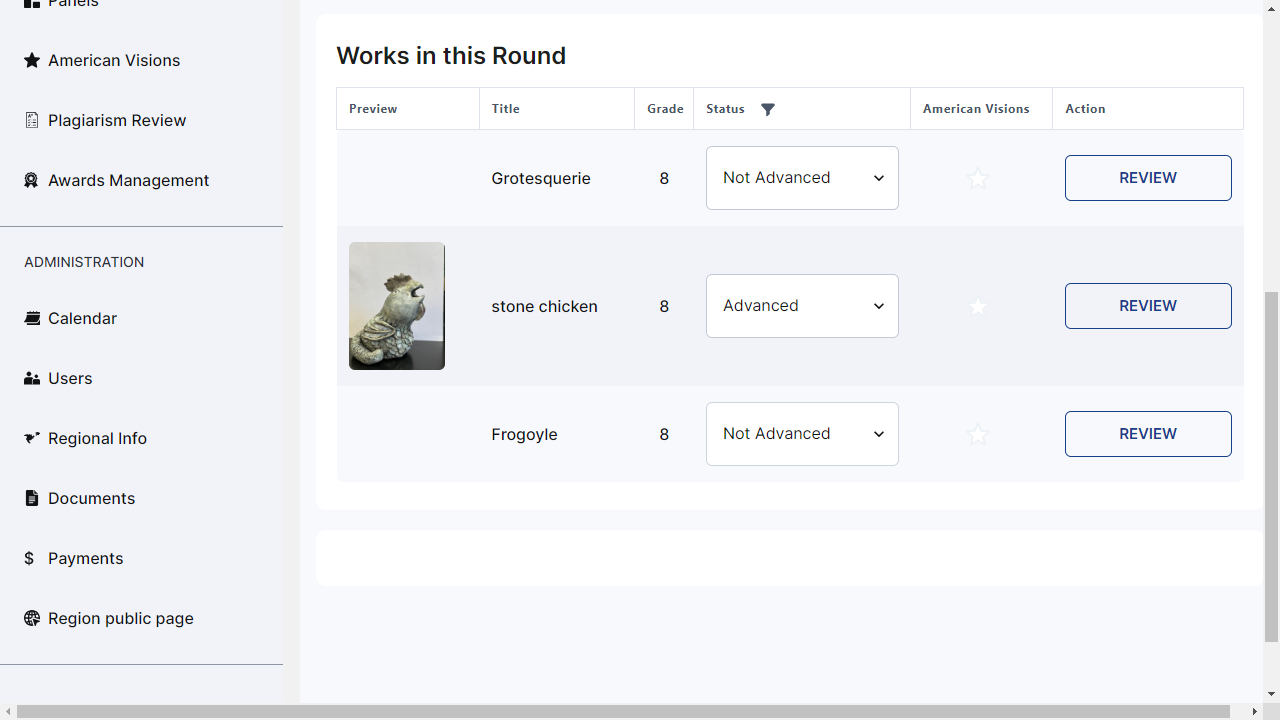 Panels
American Visions
Plagiarism Review
Awards Management
ADMINISTRATION
Calendar
Users
Regional Info
Documents
Payments
Region public page
Works in this Round
Preview Title Grade Status American Visions Action
Grotesquerie 8 Not Advanced REVIEW
stone chicken 8 Advanced REVIEW
Frogoyle 8 Not Advanced REVIEW